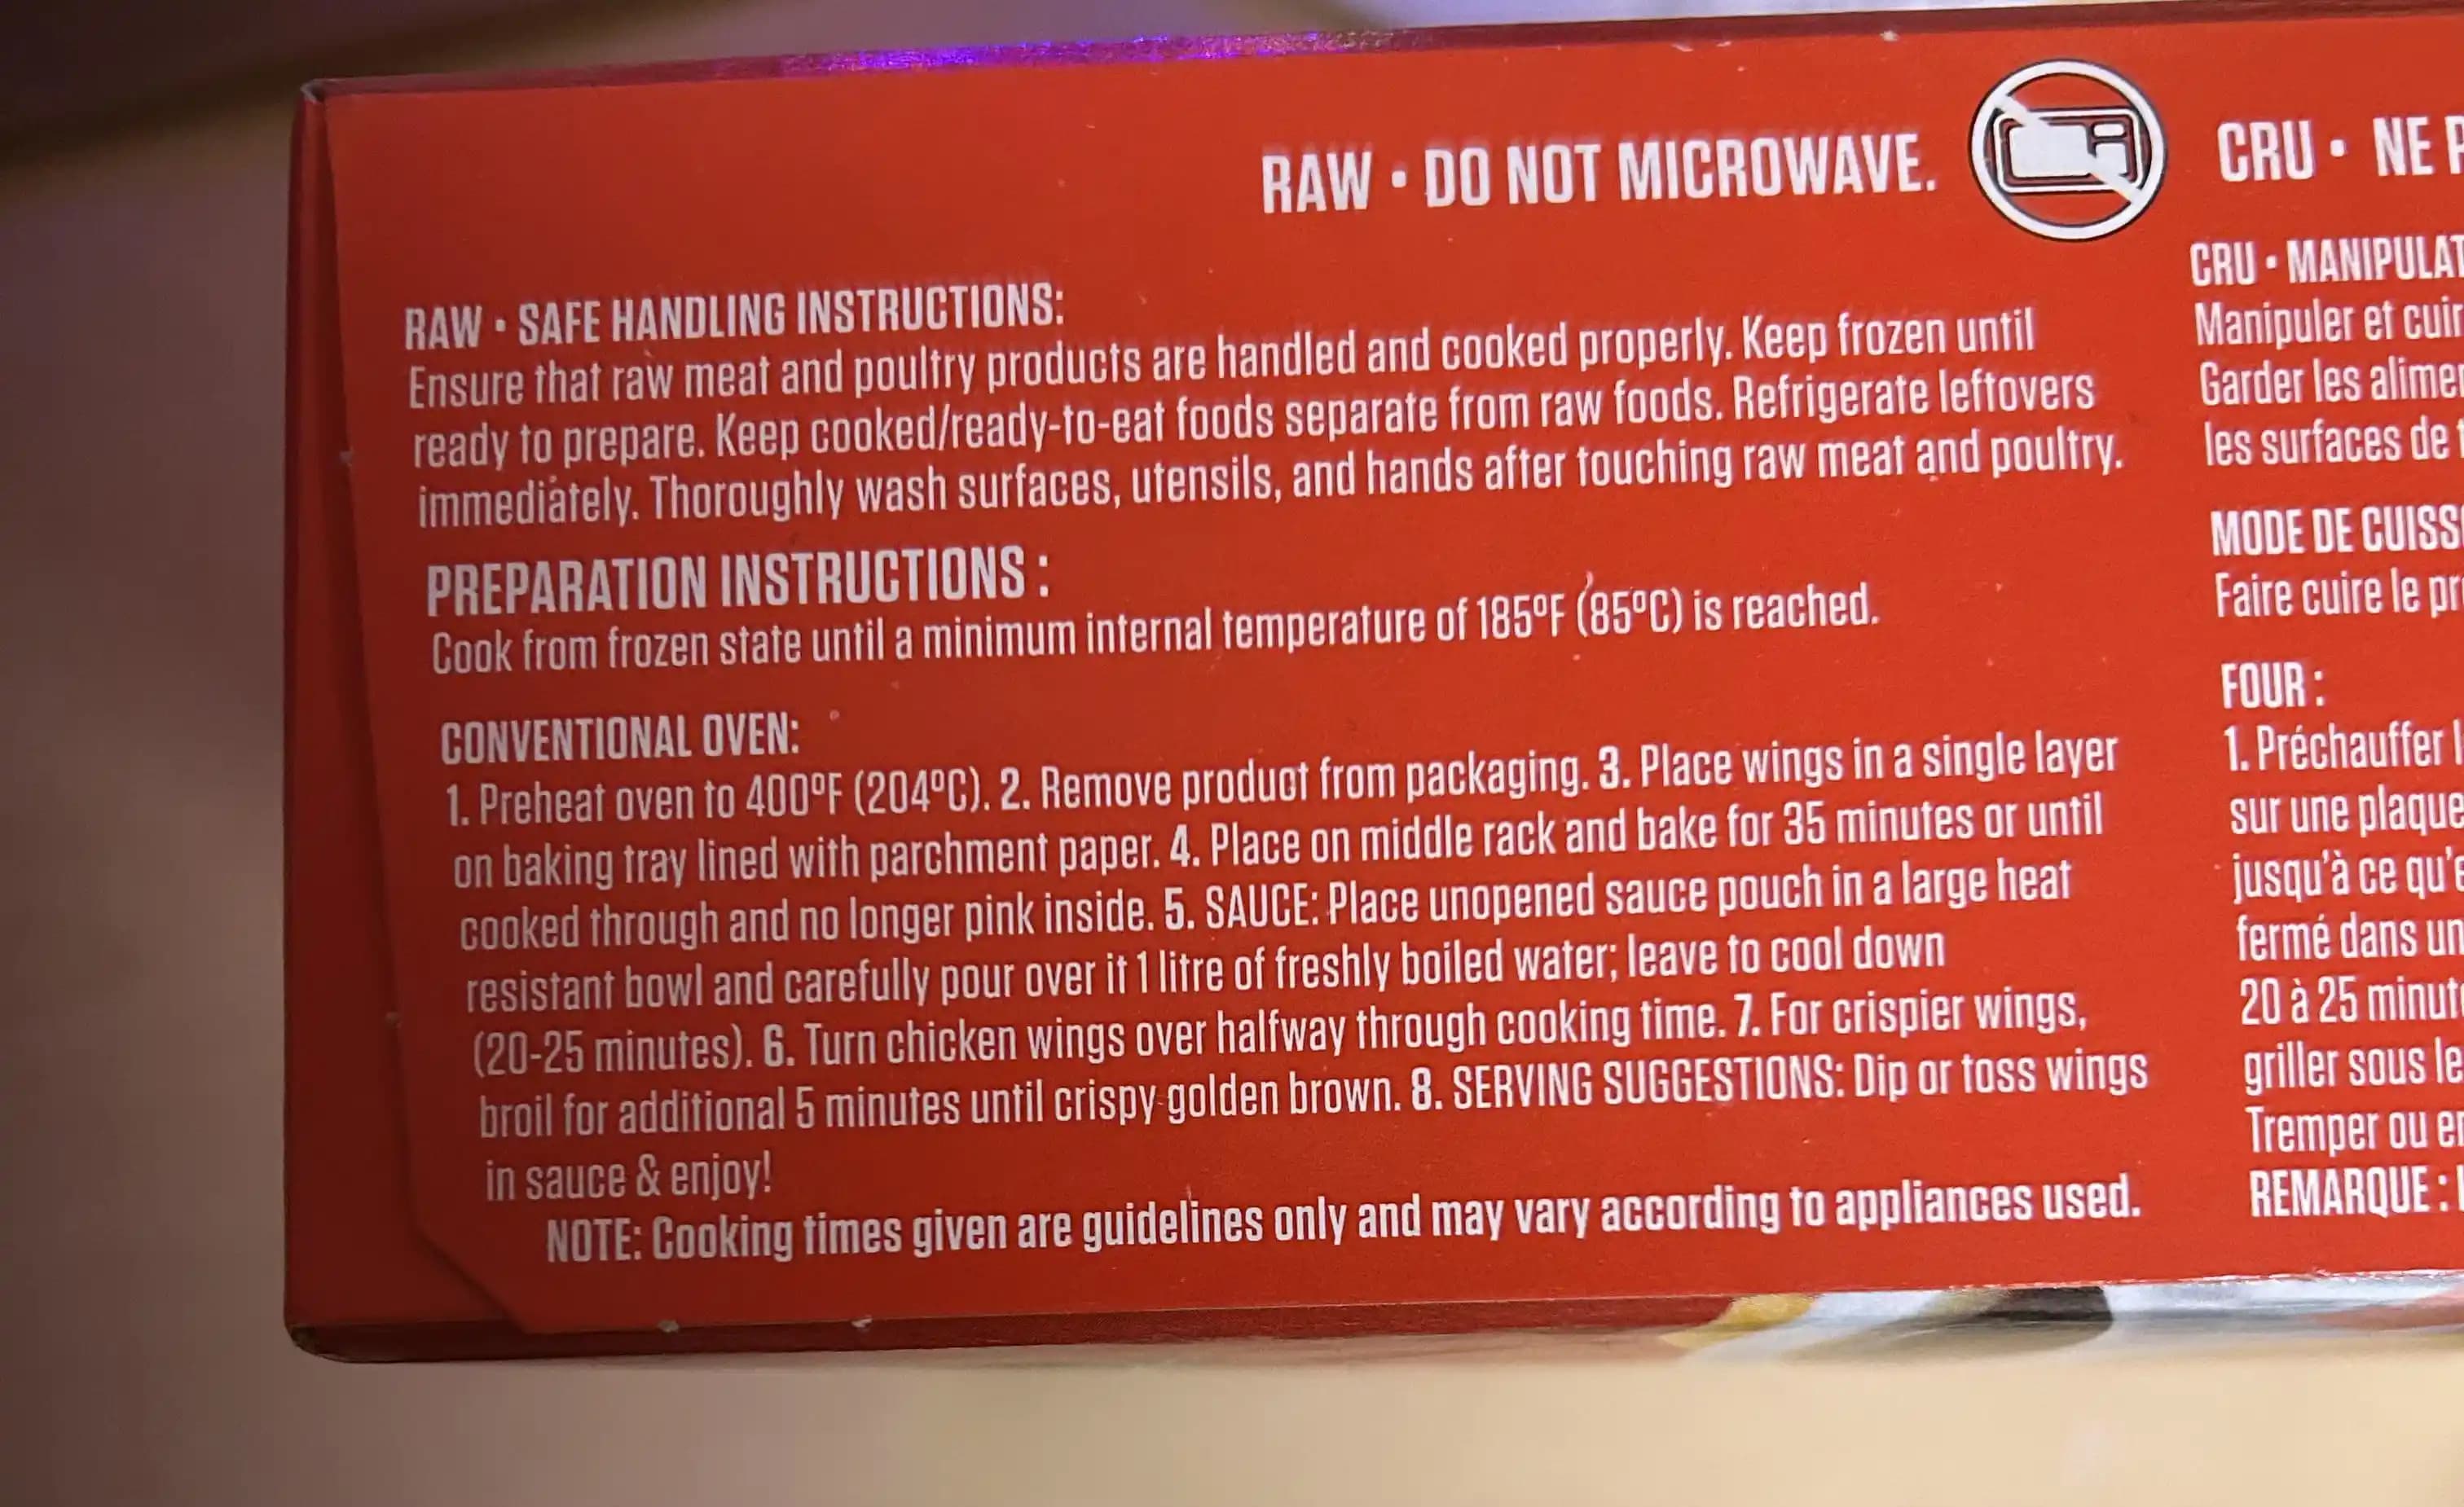 RAW • DO NOT MICROWAVE.
RAW • SAFE HANDLING INSTRUCTIONS:
Ensure that raw meat and poultry products are handled and cooked properly. Keep frozen until
ready to prepare. Keep cooked/ready-to-eat foods separate from raw foods. Refrigerate leftovers
immediately. Thoroughly wash surfaces, utensils, and hands after touching raw meat and poultry.
PREPARATION INSTRUCTIONS :
Cook from frozen state until a minimum internal temperature of 185ºF (85ºC) is reached.
CONVENTIONAL OVEN:
1. Preheat oven to 400ºF (204ºC). 2. Remove product from packaging. 3. Place wings in a single layer
on baking tray lined with parchment paper. 4. Place on middle rack and bake for 35 minutes or until
cooked through and no longer pink inside. 5. SAUCE: Place unopened sauce pouch in a large heat
resistant bowl and carefully pour over it 1 litre of freshly boiled water; leave to cool down
(20-25 minutes). 6. Turn chicken wings over halfway through cooking time. 7. For crispier wings,
broil for additional 5 minutes until crispy golden brown. 8. SERVING SUGGESTIONS: Dip or toss wings
in sauce & enjoy!
NOTE: Cooking times given are guidelines only and may vary according to appliances used.
CRU • NE
CRU •
Manipuler et
Garder les
les surfaces de
MODE DE
Faire cuire le
FOUR :
1. Préchauffer
sur une plaque
jusqu'à ce
fermé dans un
20 à 25
griller sous
Tremper ou
REMARQUE :